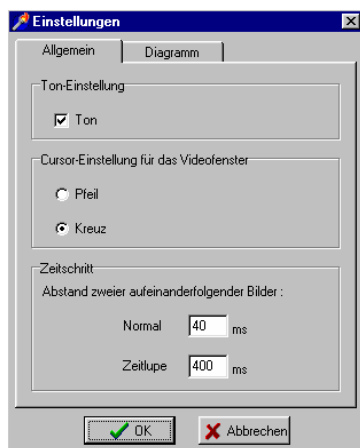 Einstellungen
Allgemein Diagramm
Ton-Einstellung
Ton
Cursor-Einstellung für das Videofenster
Pfeil
Kreuz
Zeitschritt
Abstand zweier aufeinanderfolgender Bilder :
Normal 40 ms
Zeitlupe 400 ms
OK Abbrechen